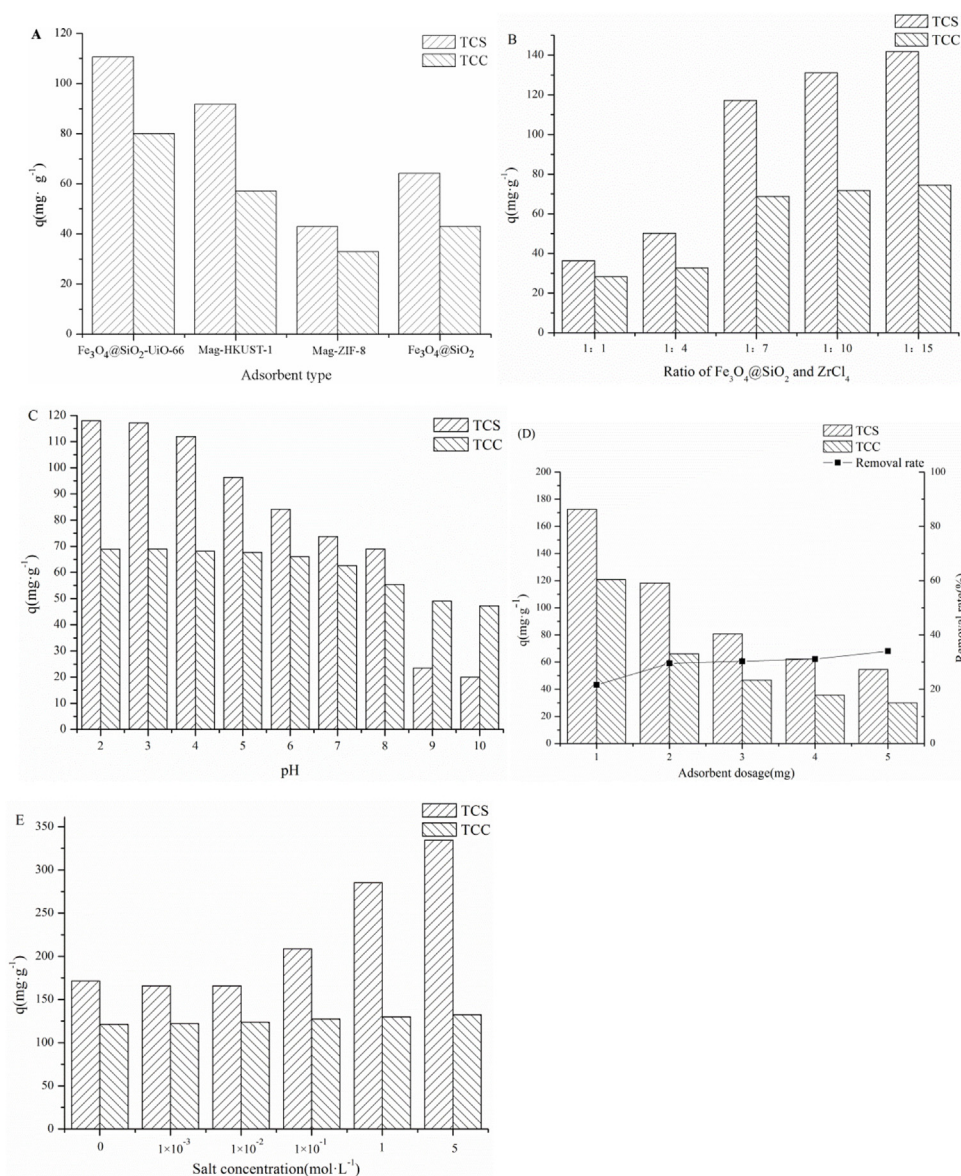 A
TCS
TCC
120
100
80
60
40
20
0
q(mg· g⁻¹)
Fe₃O₄@SiO₂-UiO-66 Mag-HKUST-1 Mag-ZIF-8 Fe₃O₄@SiO₂
Adsorbent type
B
TCS
TCC
140
120
100
80
60
40
20
0
q(mg·g⁻¹)
1：1 1：4 1：7 1：10 1：15
Ratio of Fe₃O₄@SiO₂ and ZrCl₄
C
TCS
TCC
120
110
100
90
80
70
60
50
40
30
20
10
0
q(mg·g⁻¹)
2 3 4 5 6 7 8 9 10
pH
(D)
TCS
TCC
Removal rate
200
180
160
140
120
100
80
60
40
20
0
q(mg·g⁻¹)
100
80
60
40
20
0
Removal rate(%)
1 2 3 4 5
Adsorbent dosage(mg)
E
TCS
TCC
350
300
250
200
150
100
50
0
q(mg·g⁻¹)
0 1×10⁻³ 1×10⁻² 1×10⁻¹ 1 5
Salt concentration(mol·L⁻¹)